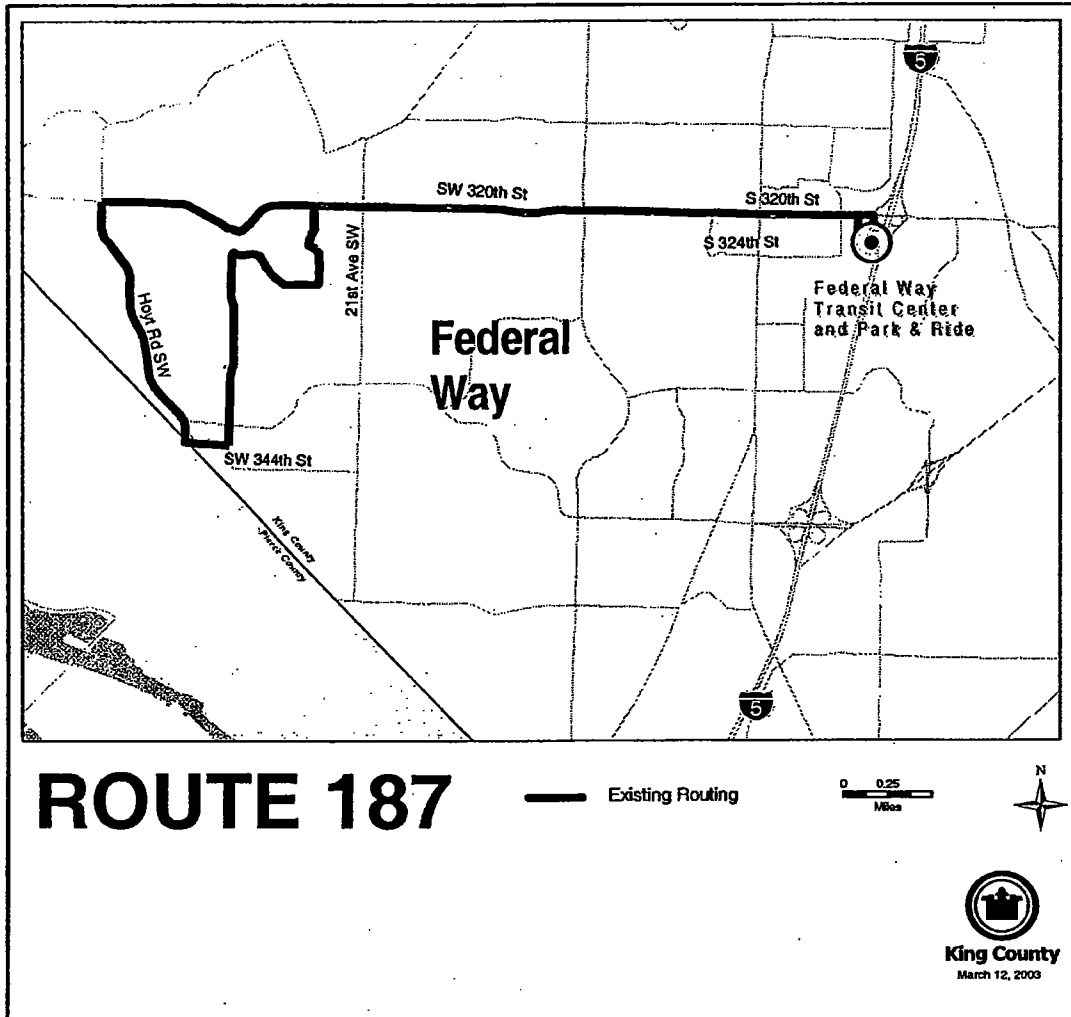 5
SW 320th St
S 320th St
S 324th St
21st Ave SW
Federal Way
Transit Center
and Park & Ride
Hoyt Rd SW
Federal
Way
SW 344th St
King County
Pierce County
5
ROUTE 187
Existing Routing
0 0.25
Miles
N
King County
March 12, 2003